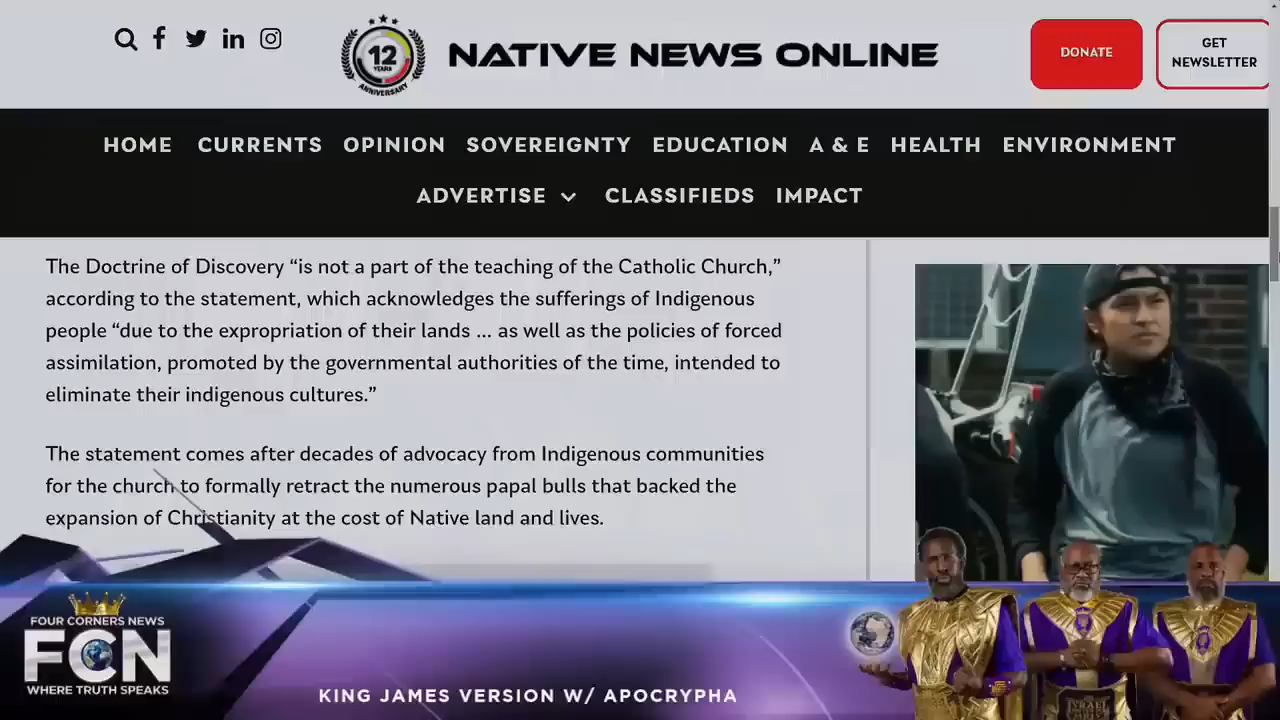 12
YEARS
ANNIVERSARY
NATIVE NEWS ONLINE
DONATE
GET
NEWSLETTER
HOME CURRENTS OPINION SOVEREIGNTY EDUCATION A & E HEALTH ENVIRONMENT
ADVERTISE CLASSIFIEDS IMPACT
The Doctrine of Discovery “is not a part of the teaching of the Catholic Church,”
according to the statement, which acknowledges the sufferings of Indigenous
people “due to the expropriation of their lands ... as well as the policies of forced
assimilation, promoted by the governmental authorities of the time, intended to
eliminate their indigenous cultures.”
The statement comes after decades of advocacy from Indigenous communities
for the church to formally retract the numerous papal bulls that backed the
expansion of Christianity at the cost of Native land and lives.
FOUR CORNERS NEWS
FCN
WHERE TRUTH SPEAKS
KING JAMES VERSION W/ APOCRYPHA
ISRAEL